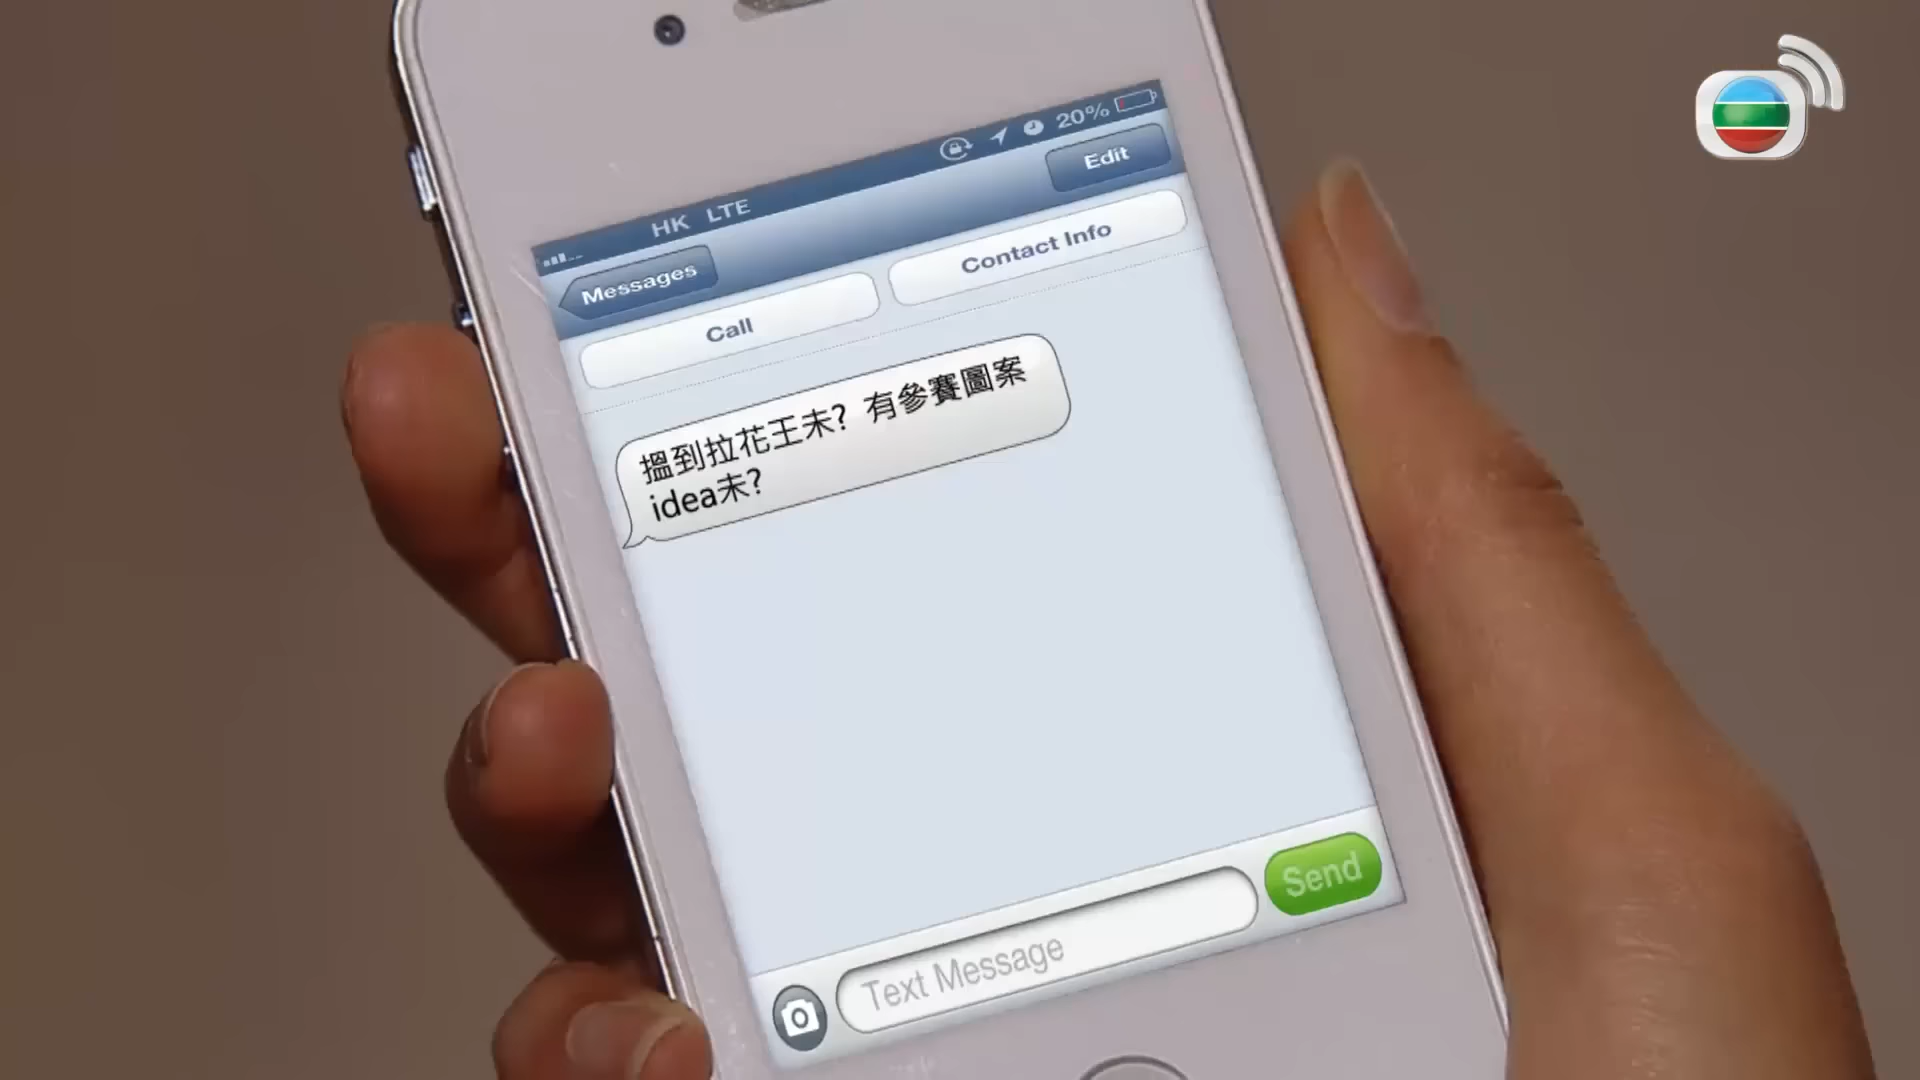 HK LTE 20%
Messages
Edit
Call
Contact Info
搵到拉花王未? 有參賽圖案
idea未?
Text Message
Send